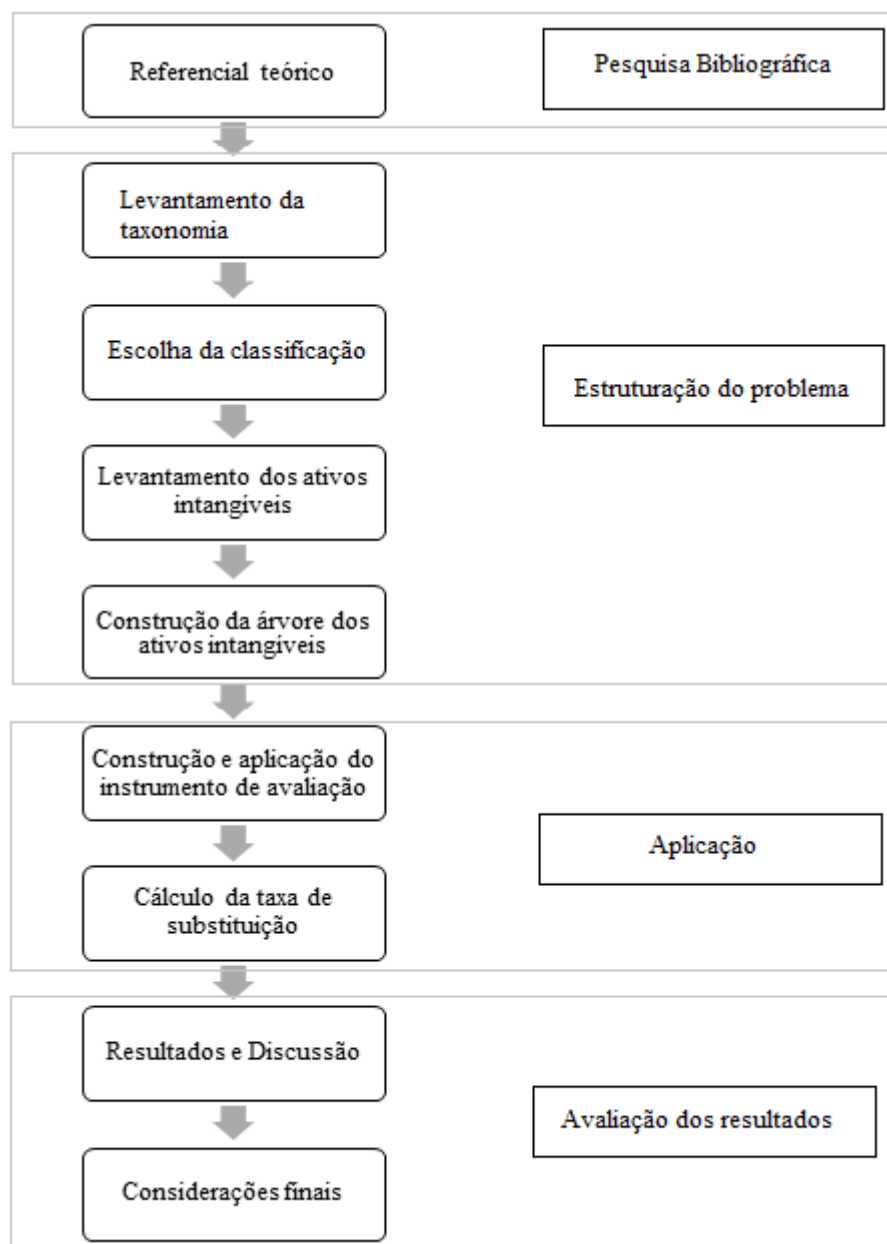 Referencial teórico
Pesquisa Bibliográfica
Levantamento da
taxonomia
Escolha da classificação
Estruturação do problema
Levantamento dos ativos
intangíveis
Construção da árvore dos
ativos intangíveis
Construção e aplicação do
instrumento de avaliação
Aplicação
Cálculo da taxa de
substituição
Resultados e Discussão
Avaliação dos resultados
Considerações finais